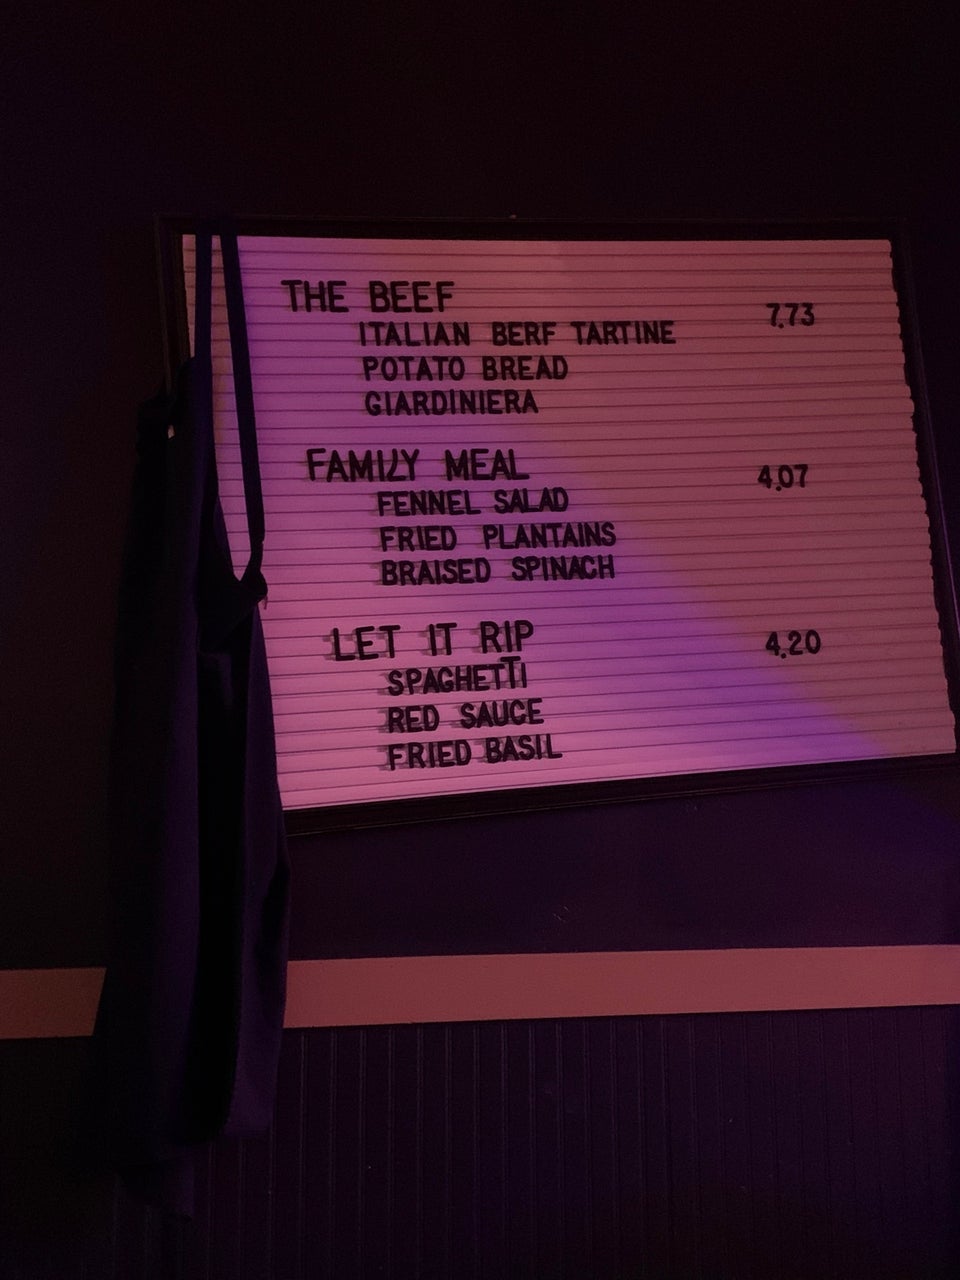 THE BEEF
7.73
ITALIAN BERF TARTINE
POTATO BREAD
GIARDINIERA
FAMILY MEAL
4.07
FENNEL SALAD
FRIED PLANTAINS
BRAISED SPINACH
LET IT RIP
4.20
SPAGHETTI
RED SAUCE
FRIED BASIL